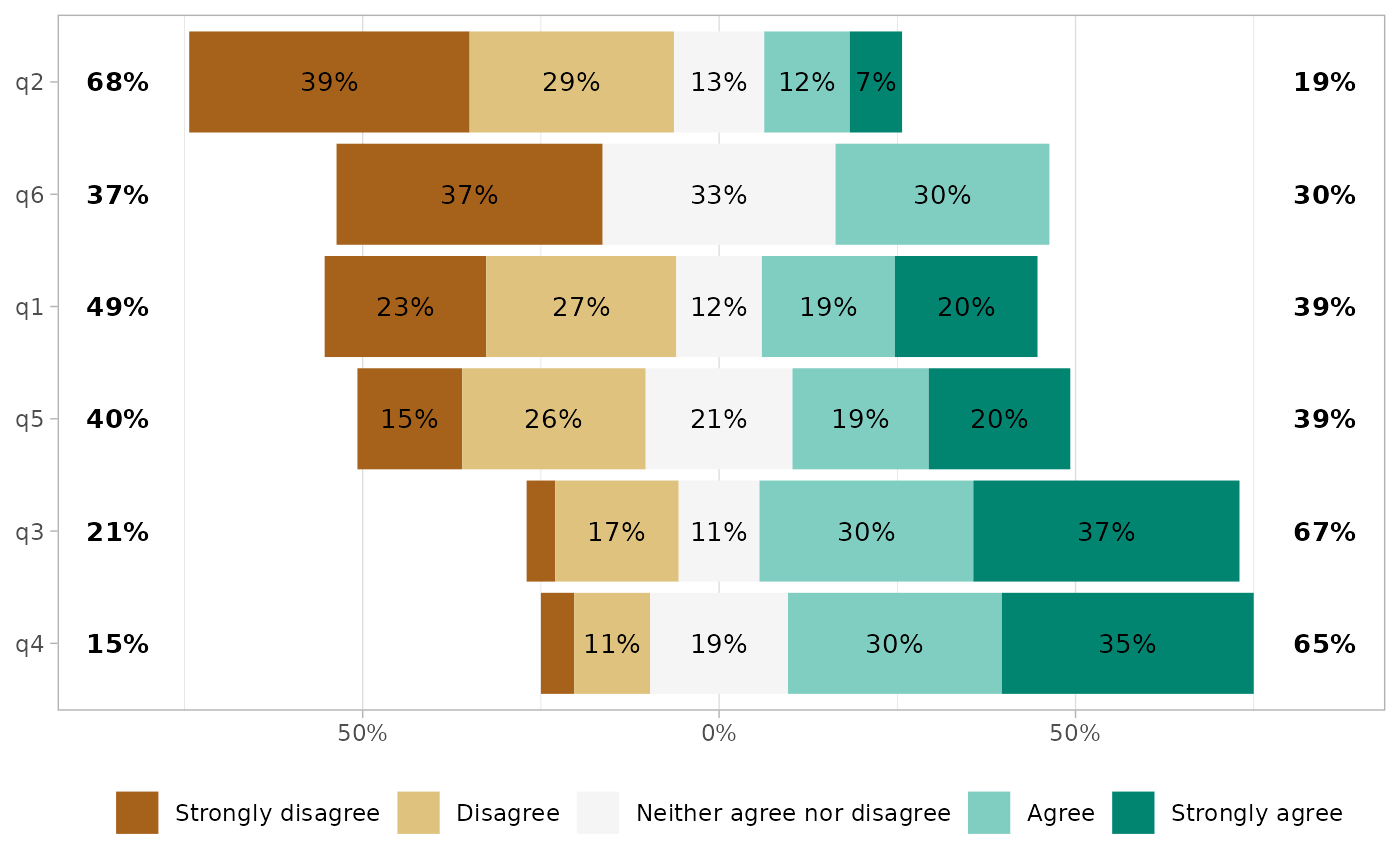 q2 68% 39% 29% 13% 12% 7% 19%
q6 37% 37% 33% 30% 30%
q1 49% 23% 27% 12% 19% 20% 39%
q5 40% 15% 26% 21% 19% 20% 39%
q3 21% 17% 11% 30% 37% 67%
q4 15% 11% 19% 30% 35% 65%
50% 0% 50%
Strongly disagree Disagree Neither agree nor disagree Agree Strongly agree